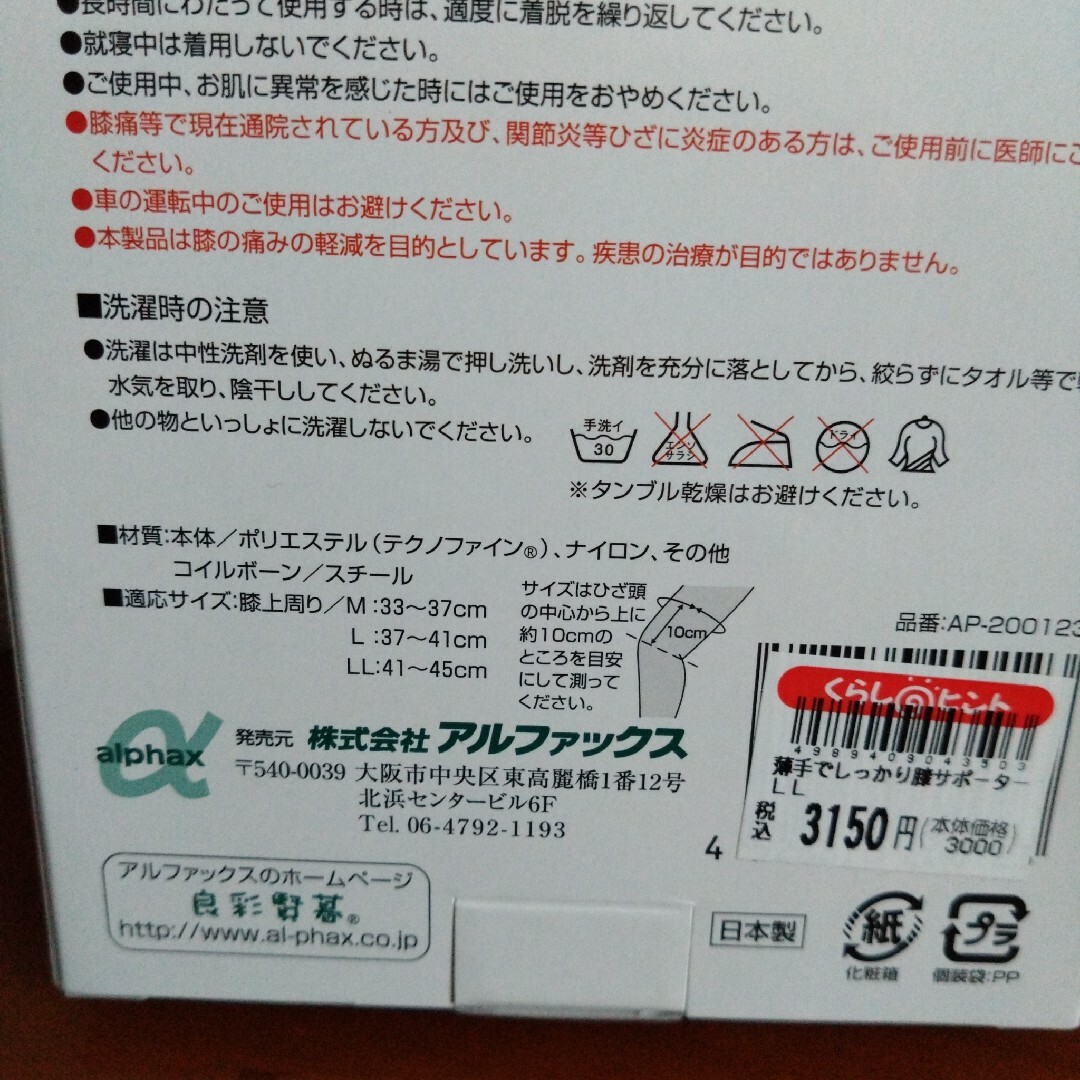 ●長時間にわたって使用する時は、適度に着脱を繰り返してください。
●就寝中は着用しないでください。
●ご使用中、お肌に異常を感じた時にはご使用をおやめください。
●膝痛等で現在通院されている方及び、関節炎等ひざに炎症のある方は、ご使用前に医師にご
ください。
●車の運転中のご使用はお避けください。
●本製品は膝の痛みの軽減を目的としています。疾患の治療が目的ではありません。
■洗濯時の注意
●洗濯は中性洗剤を使い、ぬるま湯で押し洗いし、洗剤を充分に落としてから、絞らずにタオル等で
水気を取り、陰干ししてください。
●他の物といっしょに洗濯しないでください。
手洗イ
30
エンソ
サラシ
ドライ
※タンブル乾燥はお避けください。
■材質:本体/ポリエステル(テクノファイン®)、ナイロン、その他
コイルボーン/スチール
■適応サイズ:膝上周り/M:33〜37cm
L:37〜41cm
LL:41〜45cm
サイズはひざ頭
の中心から上に
約10cmの
ところを目安
にして測って
ください。
10cm
品番:AP-200123
くらし@ヒント
4989409043503
薄手でしっかり膝サポーター
LL
税込 3150円(本体価格 3000)
4
alphax
発売元 株式会社アルファックス
〒540-0039 大阪市中央区東高麗橋1番12号
北浜センタービル6F
Tel. 06-4792-1193
アルファックスのホームページ
良彩賢暮®
http://www.al-phax.co.jp
日本製
紙
化粧箱
プラ
個装袋:PP